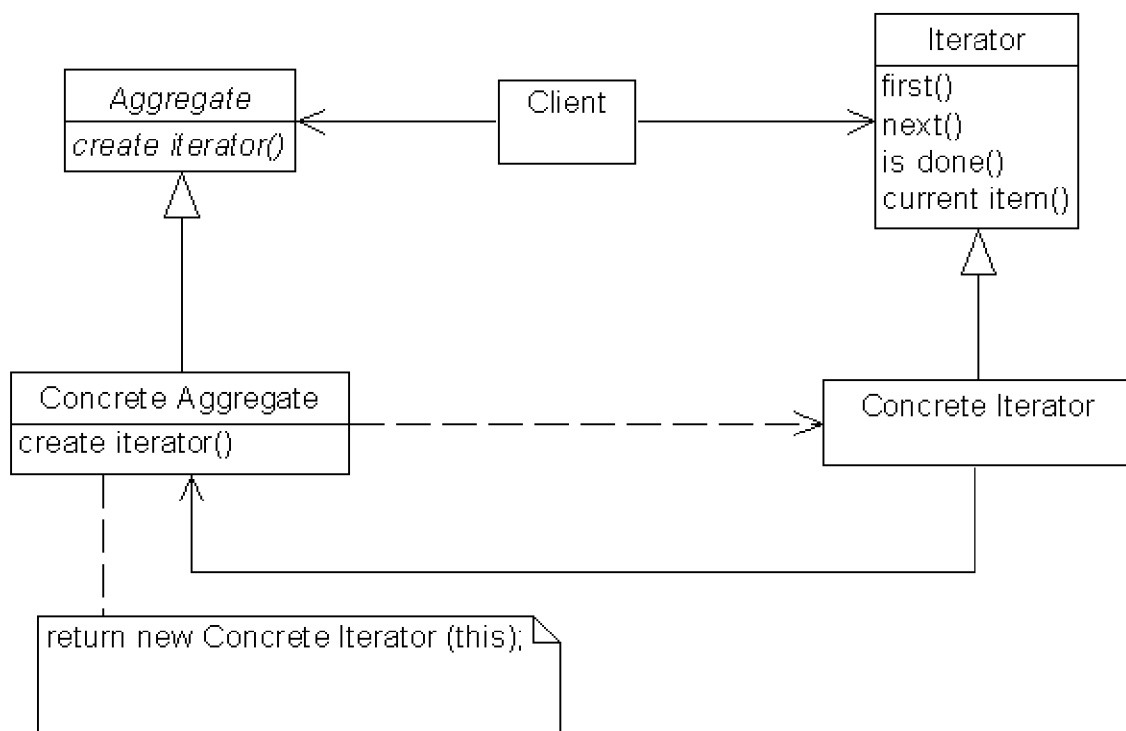 Iterator
first()
next()
is done()
current item()
Aggregate
create iterator()
Client
Concrete Aggregate
create iterator()
Concrete Iterator
return new Concrete Iterator (this);